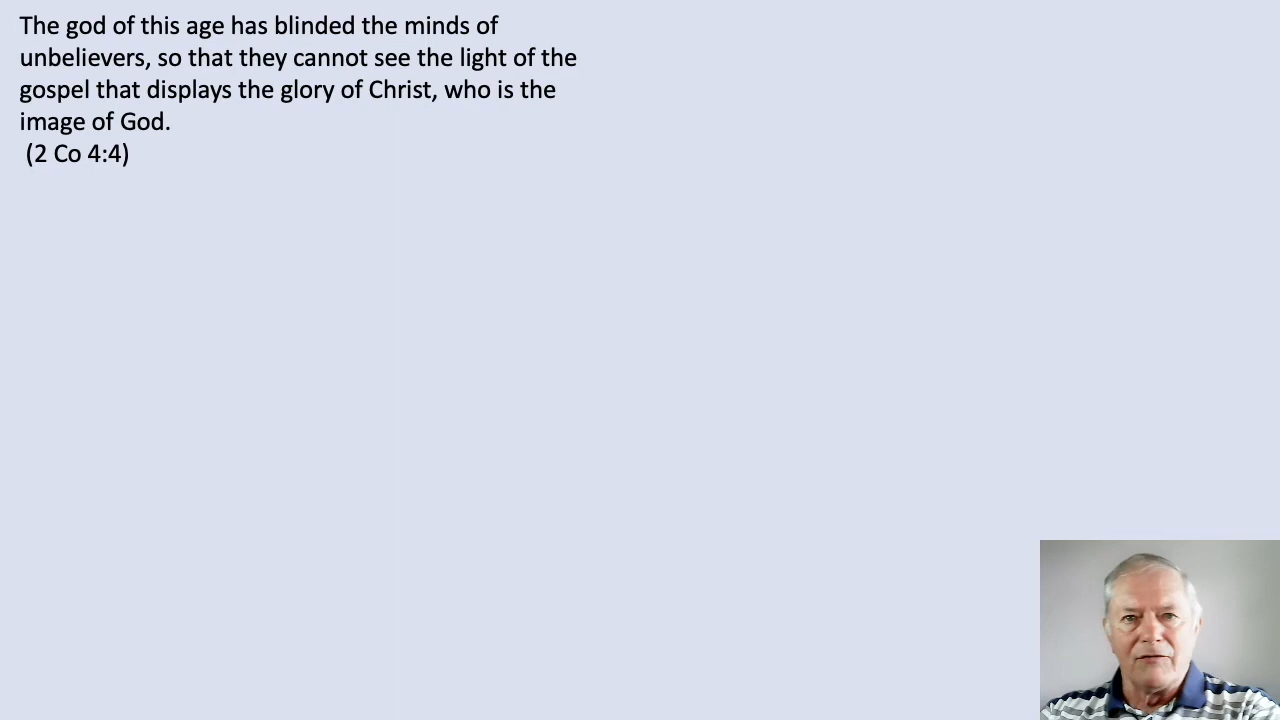 The god of this age has blinded the minds of
unbelievers, so that they cannot see the light of the
gospel that displays the glory of Christ, who is the
image of God.
(2 Co 4:4)